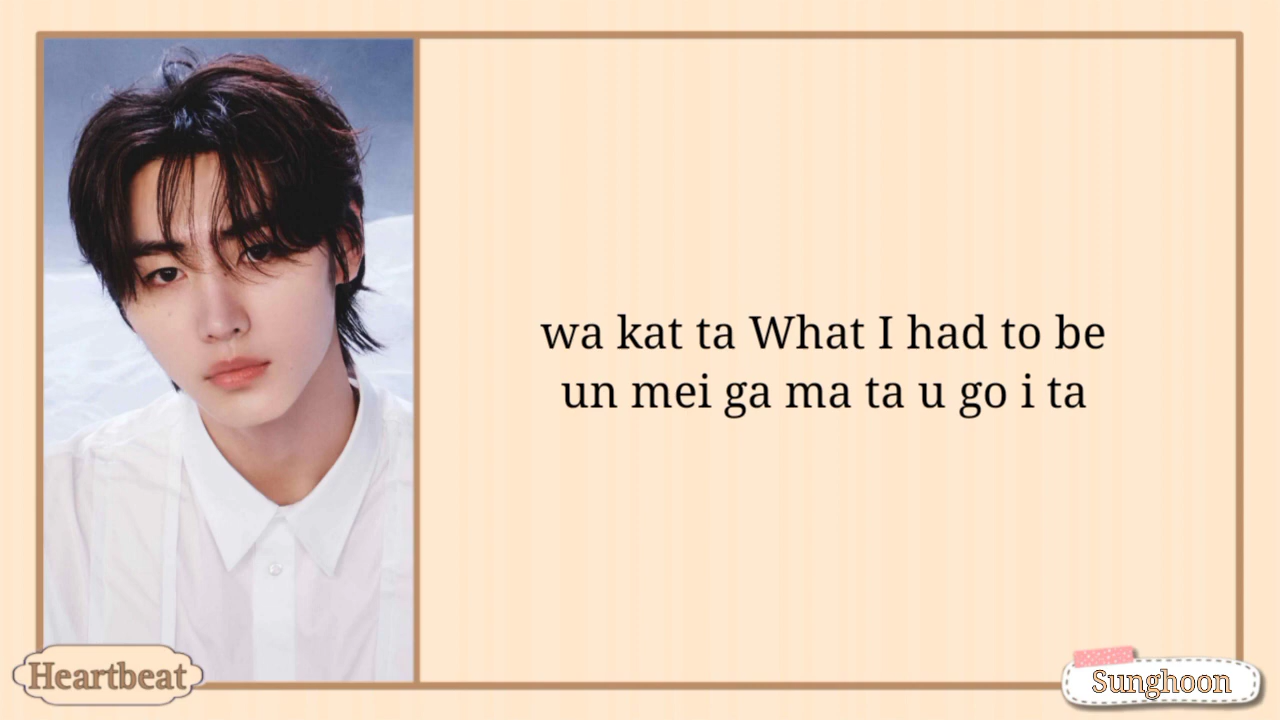 wa kat ta What I had to be
un mei ga ma ta u go i ta
Heartbeat
Sunghoon